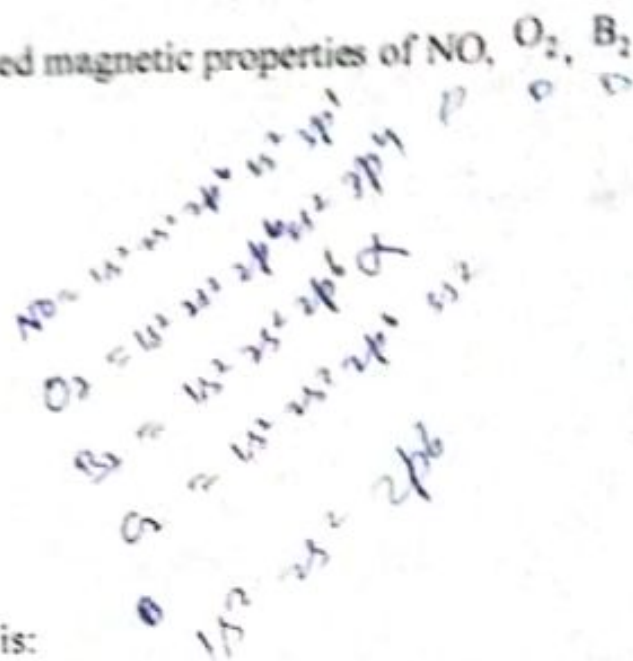 ed magnetic properties of NO, O₂, B₂
P P P
NO = 1s² 2s² 2p⁶ 3s² 3p¹
O₂ = 1s² 2s² 2p⁶ 3s² 3p⁴
B₂ = 1s² 2s² 2p⁶
C₂ = 1s² 2s² 2p⁶ 3s²
1s² 2s² 2p6
is: